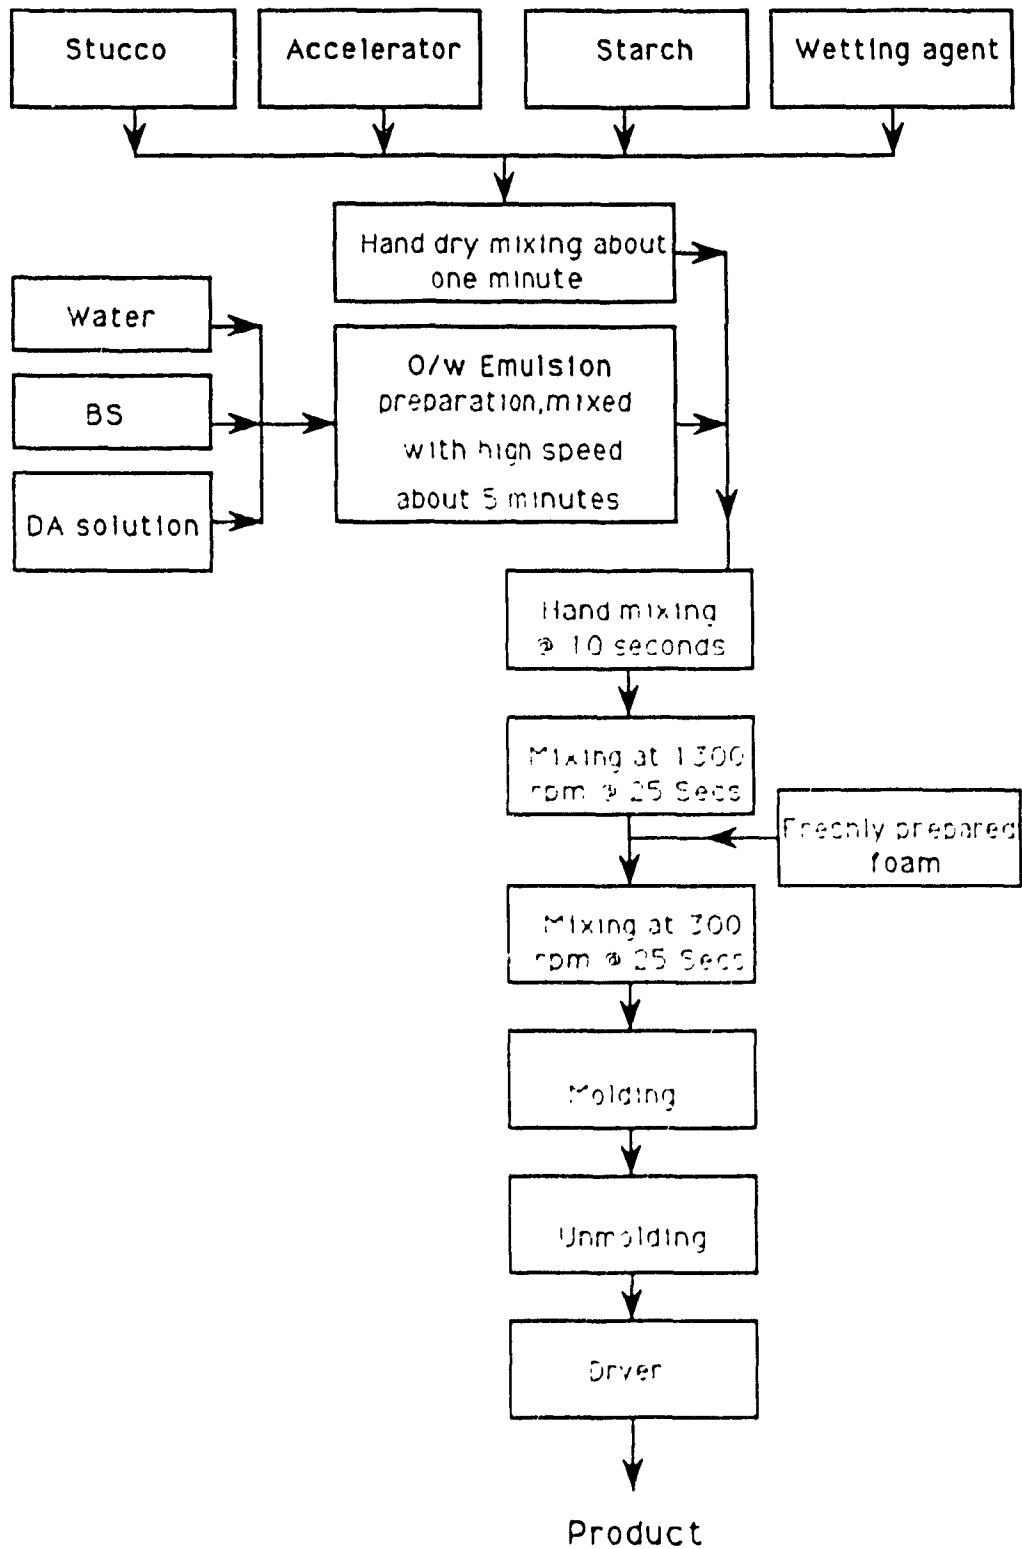 Stucco
Accelerator
Starch
Wetting agent
Hand dry mixing about
one minute
Water
BS
DA solution
O/w Emulsion
preparation,mixed
with high speed
about 5 minutes
Hand mixing
@ 10 seconds
Mixing at 1300
rpm @ 25 Secs
Freshly prepared
foam
Mixing at 300
rpm @ 25 Secs
Molding
Unmolding
Dryer
Product